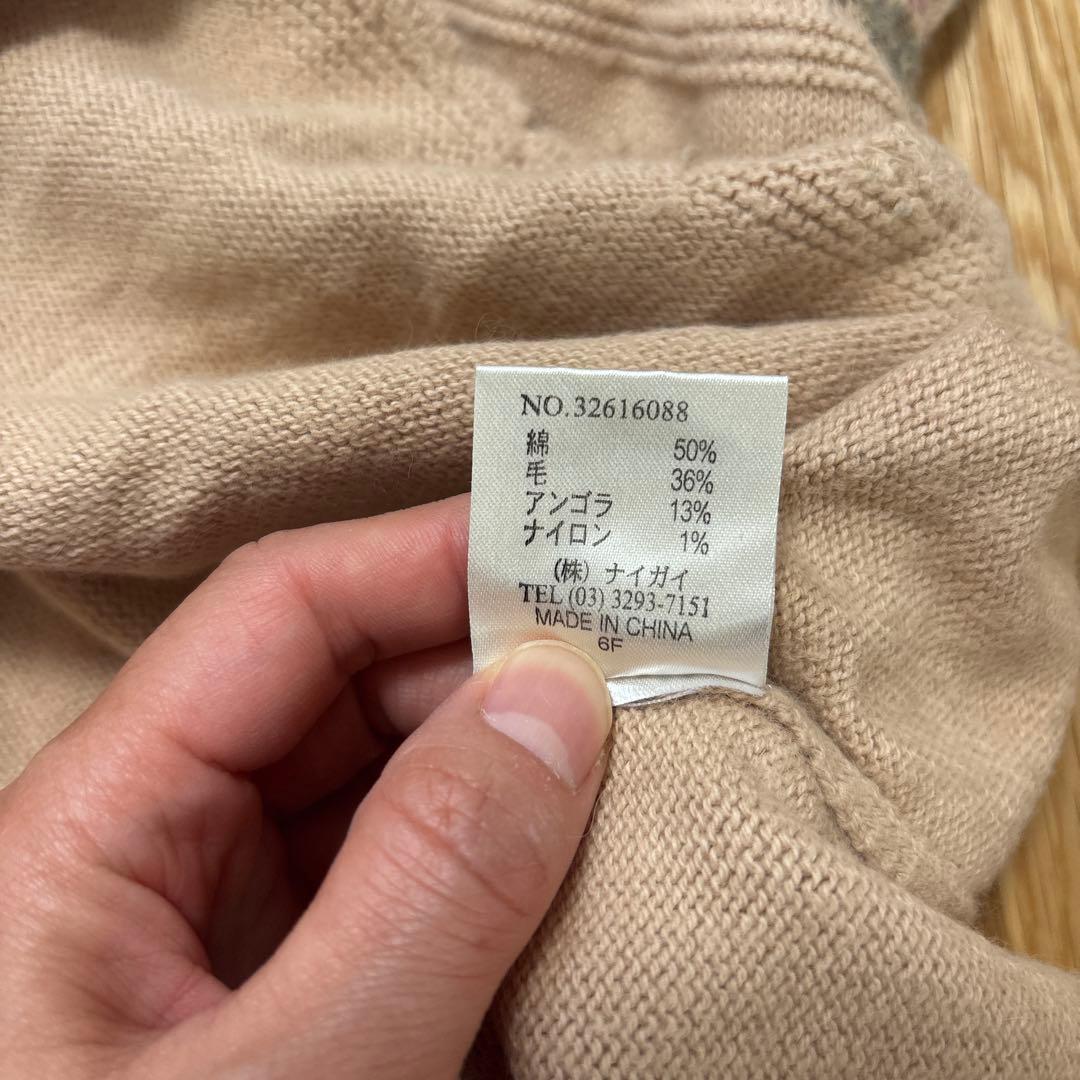 NO.32616088
綿 50%
毛 36%
アンゴラ 13%
ナイロン 1%
(株) ナイガイ
TEL (03) 3293-7151
MADE IN CHINA
6F